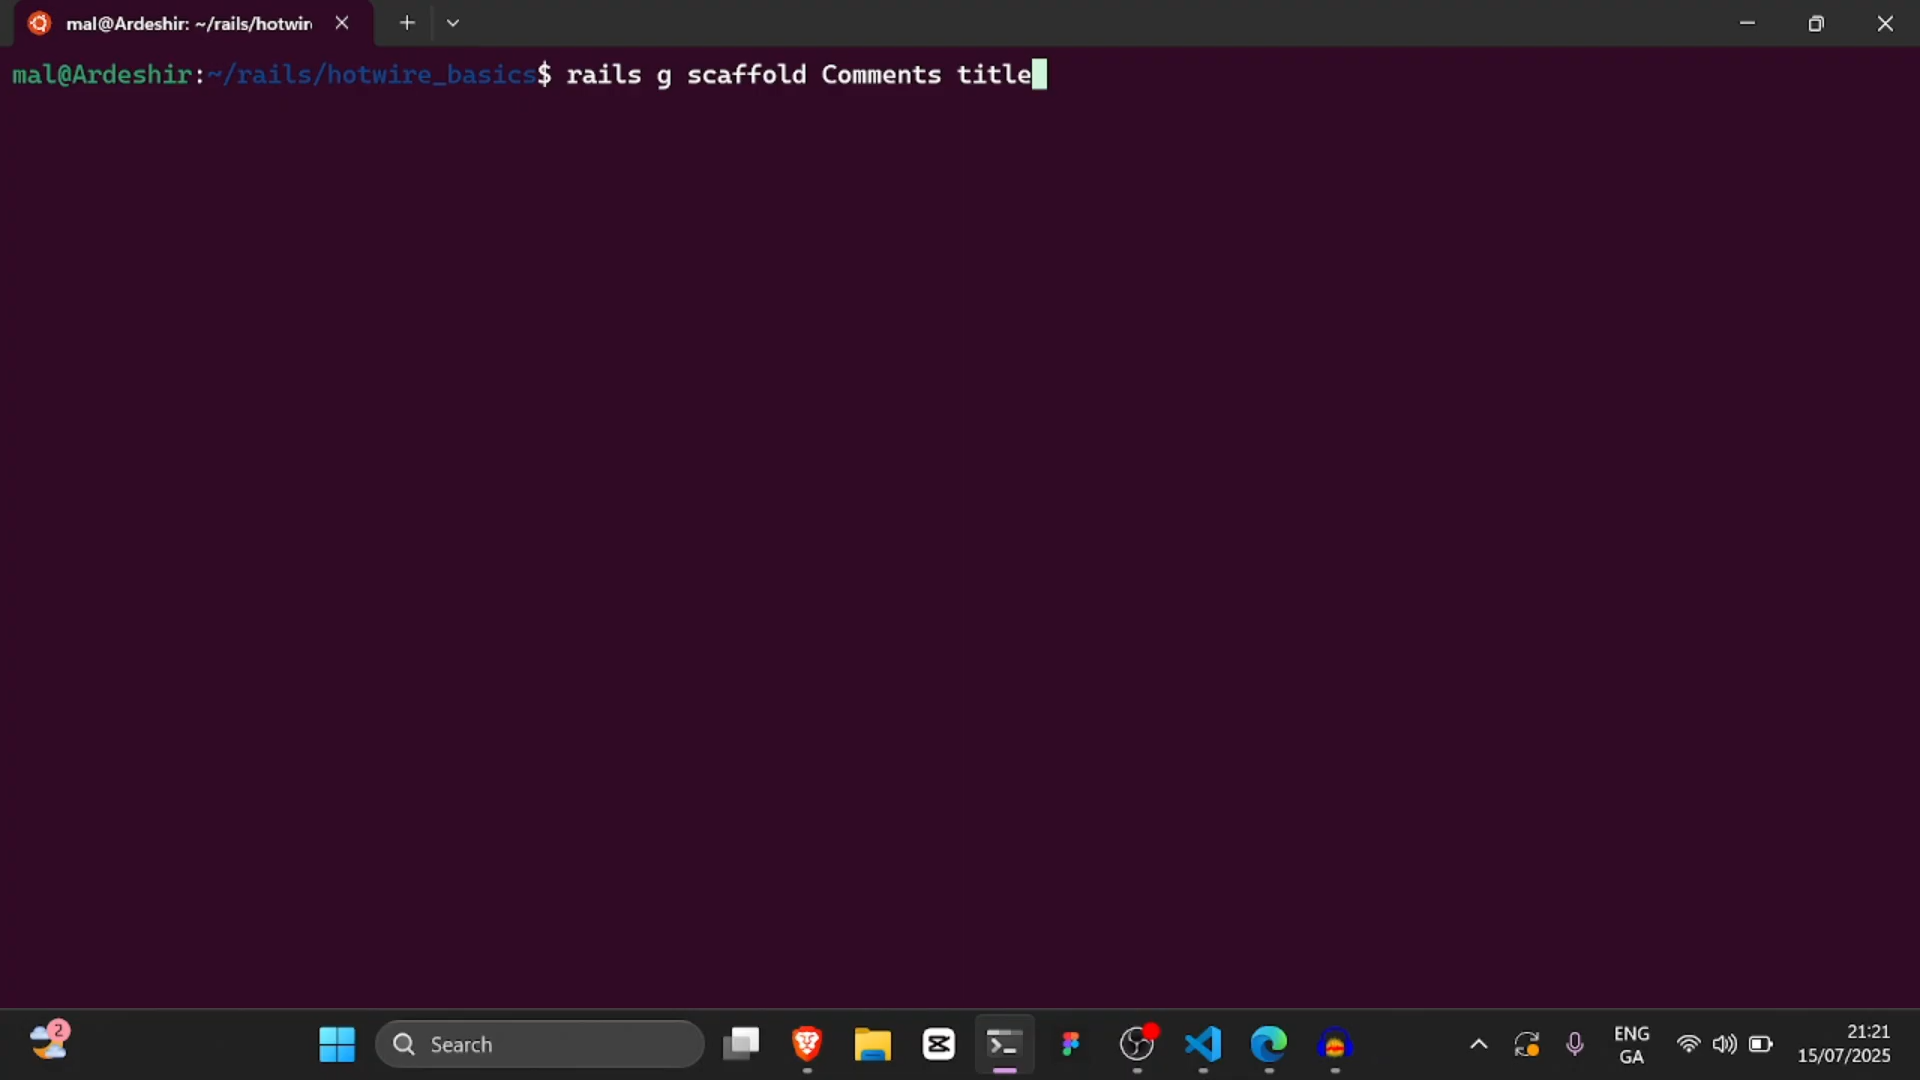 mal@Ardeshir: ~/rails/hotwir
mal@Ardeshir:~/rails/hotwire_basics$ rails g scaffold Comments title
2
Search
ENG
GA
21:21
15/07/2025